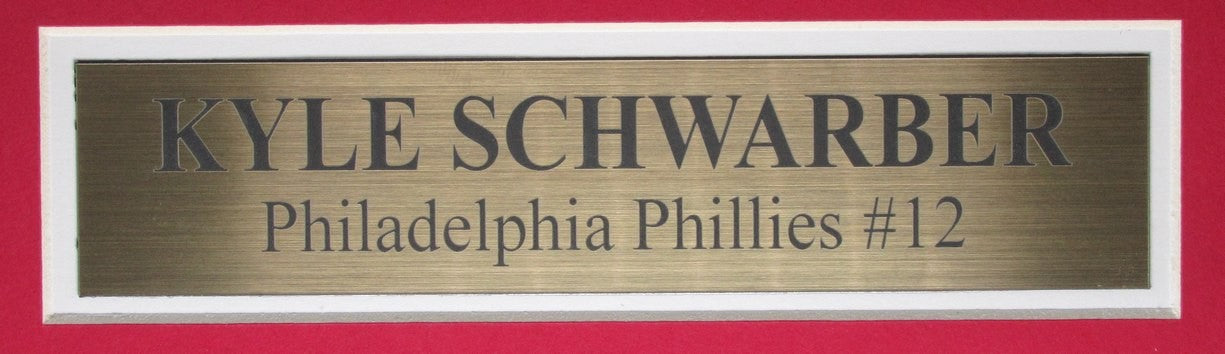 KYLE SCHWARBER
Philadelphia Phillies #12